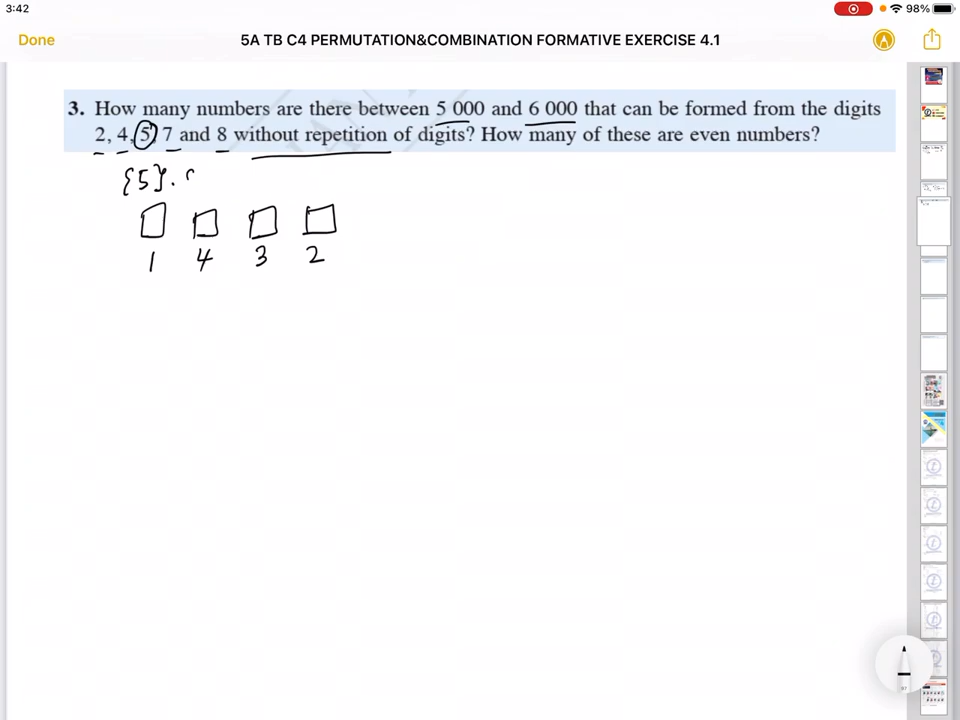 3:42
98%
Done
5A TB C4 PERMUTATION&COMBINATION FORMATIVE EXERCISE 4.1
3. How many numbers are there between 5 000 and 6 000 that can be formed from the digits
2, 4, 5, 7 and 8 without repetition of digits? How many of these are even numbers?
{5}.
1 4 3 2
97